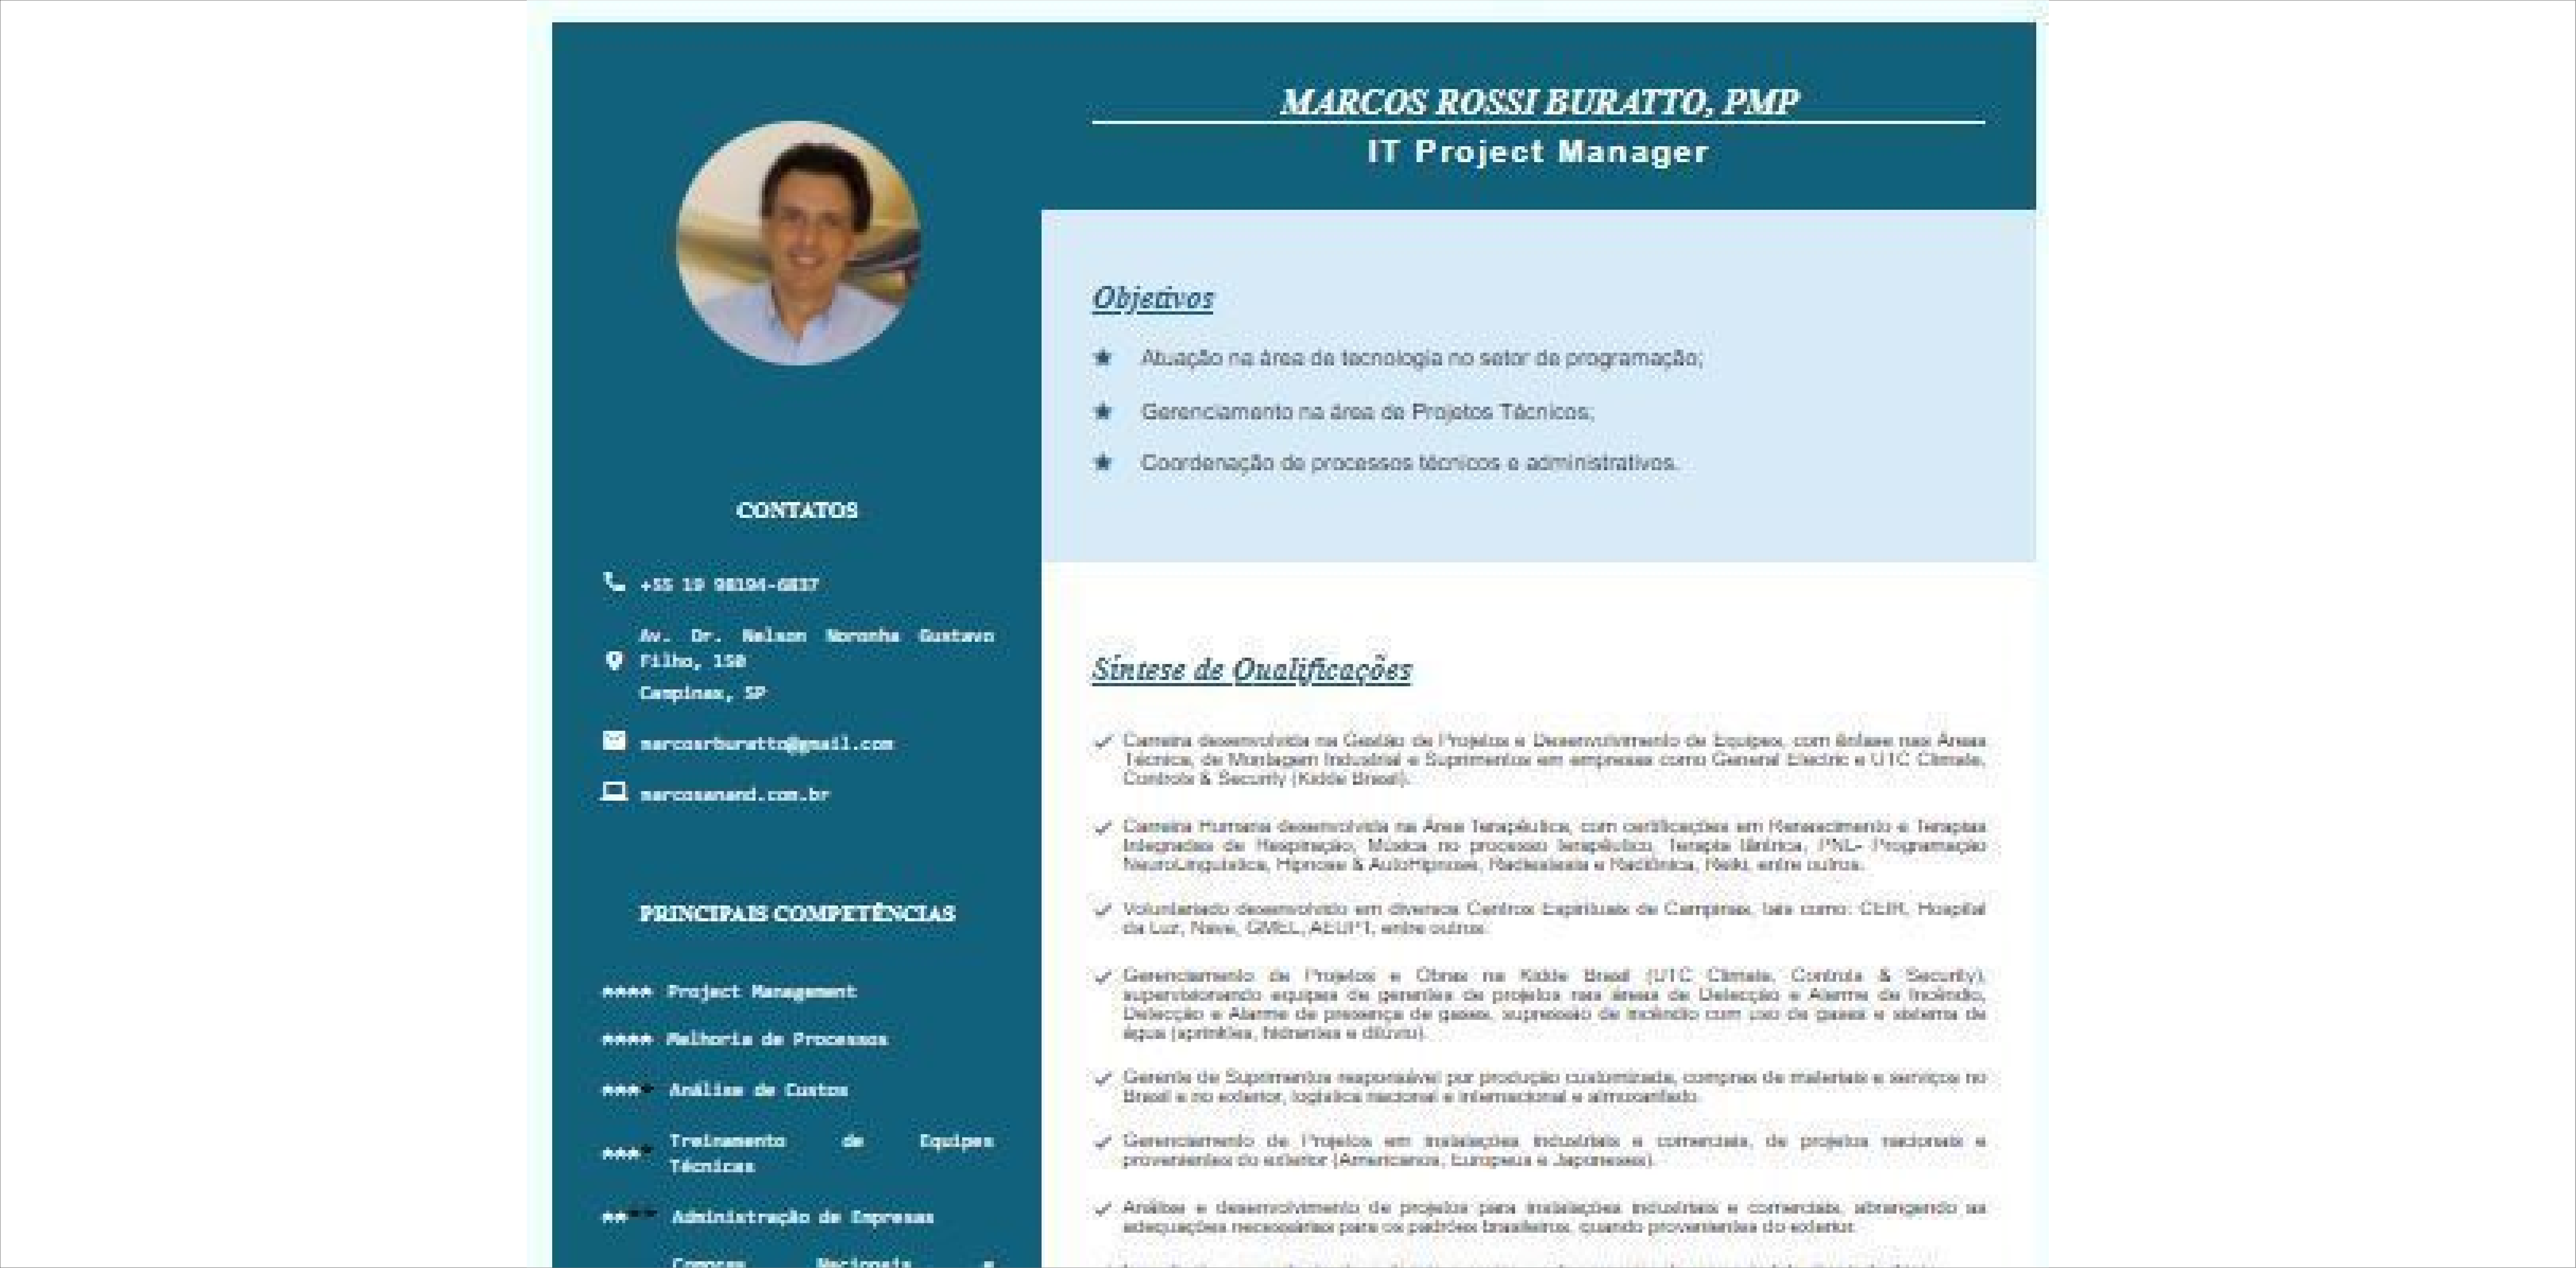 MARCOS ROSSI BURATTO, PMP
IT Project Manager
Objetivos
Atuação na área de tecnologia no setor de programação;
Gerenciamento na área de Projetos Técnicos;
Coordenação de processos técnicos e administrativos.
CONTATOS
+55 19
Av. Dr. Nelson Noronha Gustavo
Filho, 150
Campinas, SP
marcosrburatto@gmail.com
marcosanand.com.br
PRINCIPAIS COMPETÊNCIAS
Project Management
Melhoria de Processos
Análise de Custos
Treinamento de Equipes
Técnicas
Administração de Empresas
Compras Nacionais e
Síntese de Qualificações
Carreira desenvolvida na Gestão de Projetos e Desenvolvimento de Equipes, com ênfase nas Áreas
Técnica, de Montagem Industrial e Suprimentos em empresas como General Electric e UTC Climate,
Controls & Security (Kidde Brasil).
Carreira Humana desenvolvida na Área Terapêutica, com certificações em Renascimento e Terapias
Integradas de Respiração, Música no processo terapêutico, Terapia tântrica, PNL- Programação
NeuroLinguística, Hipnose & AutoHipnose, Radiestesia e Radiônica, Reiki, entre outros.
Voluntariado desenvolvido em diversos Centros Espirituais de Campinas, tais como: CEIR, Hospital
da Luz, Nave, GMEL, entre outros.
Gerenciamento de Projetos e Obras na Kidde Brasil (UTC Climate, Controls & Security),
supervisionando equipes de gerentes de projetos nas áreas de Detecção e Alarme de Incêndio,
Detecção e Alarme de presença de gases, supressão de incêndio com uso de gases e sistema de
água (sprinkles, hidrantes e dilúvio).
Gerente de Suprimentos responsável por produção customizada, compras de materiais e serviços no
Brasil e no exterior, logística nacional e internacional e almoxarifado.
Gerenciamento de Projetos em instalações industriais e comerciais, de projetos nacionais e
provenientes do exterior (Americanos, Europeus e Japoneses).
Análise e desenvolvimento de projetos para instalações industriais e comerciais, abrangendo as
adequações necessárias para os padrões brasileiros, quando provenientes do exterior.